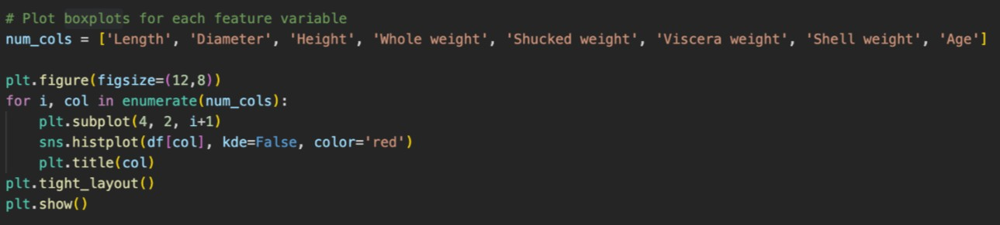 # Plot boxplots for each feature variable
num_cols = ['Length', 'Diameter', 'Height', 'Whole weight', 'Shucked weight', 'Viscera weight', 'Shell weight', 'Age']
plt.figure(figsize=(12,8))
for i, col in enumerate(num_cols):
    plt.subplot(4, 2, i+1)
    sns.histplot(df[col], kde=False, color='red')
    plt.title(col)
plt.tight_layout()
plt.show()